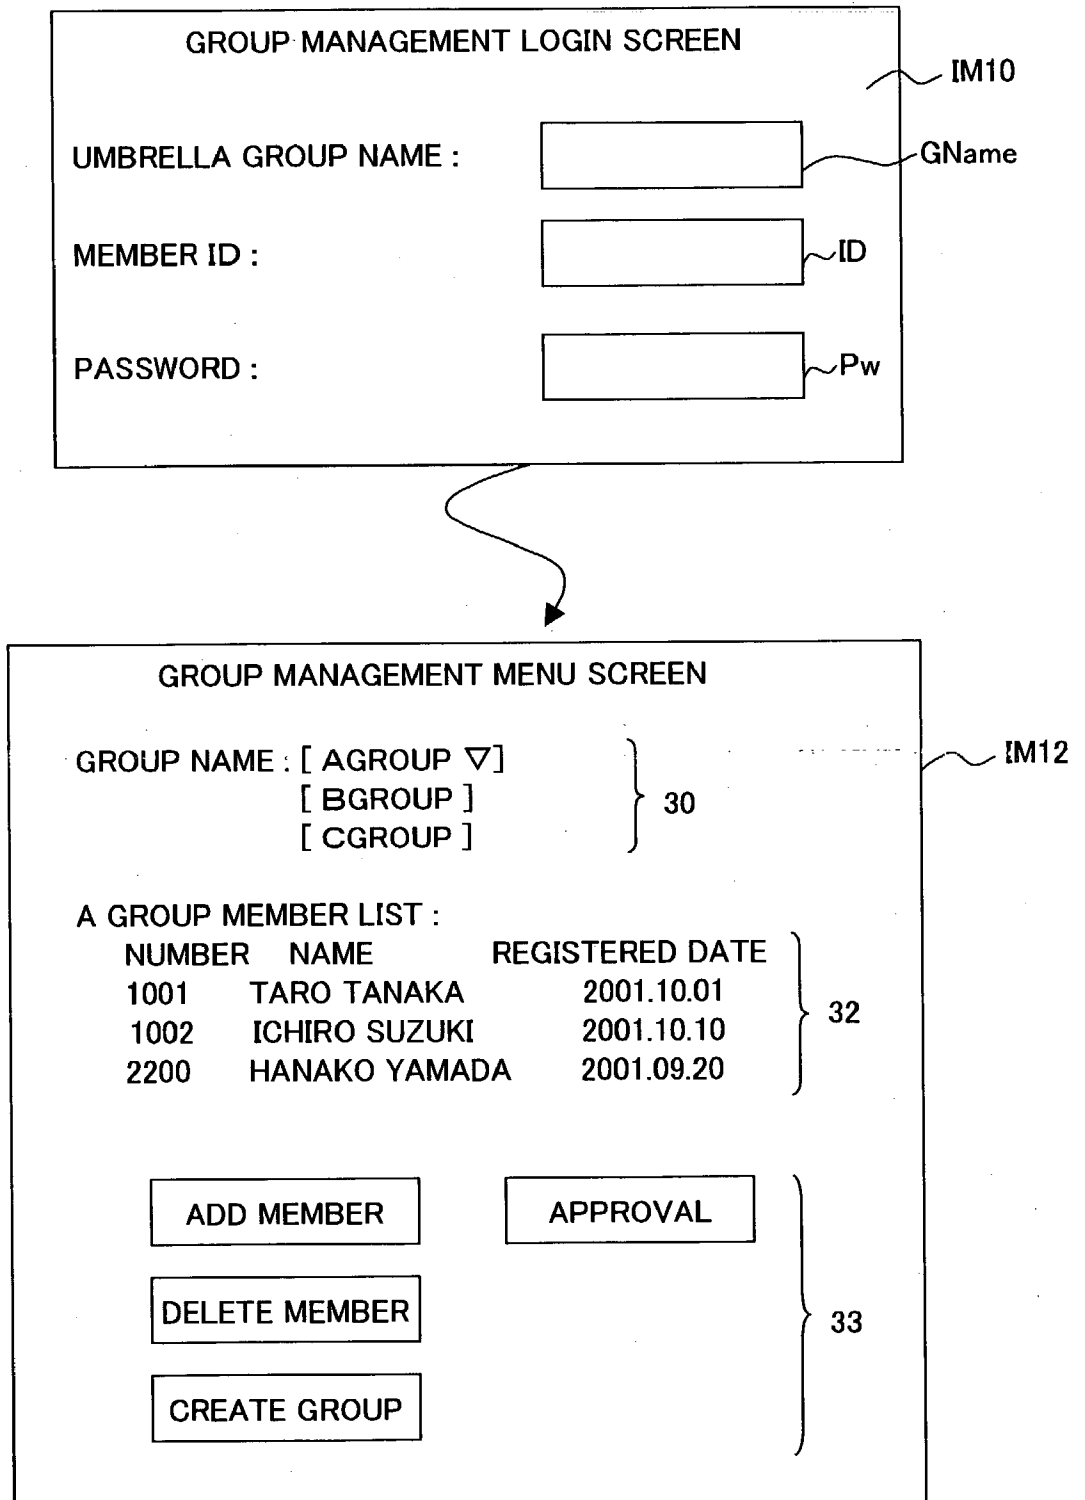 GROUP MANAGEMENT LOGIN SCREEN
IM10
UMBRELLA GROUP NAME :
GName
MEMBER ID :
ID
PASSWORD :
Pw
GROUP MANAGEMENT MENU SCREEN
IM12
GROUP NAME : [ AGROUP ▽]
[ BGROUP ]
30
[ CGROUP ]
A GROUP MEMBER LIST :
NUMBER NAME REGISTERED DATE
1001 TARO TANAKA 2001.10.01
32
1002 ICHIRO SUZUKI 2001.10.10
2200 HANAKO YAMADA 2001.09.20
ADD MEMBER APPROVAL
DELETE MEMBER
33
CREATE GROUP